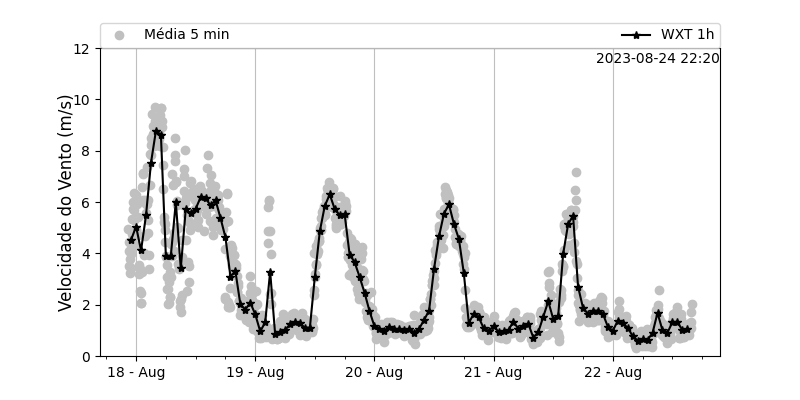 Média 5 min
WXT 1h
2023-08-24 22:20
Velocidade do Vento (m/s)
12
10
8
6
4
2
0
18 - Aug
19 - Aug
20 - Aug
21 - Aug
22 - Aug